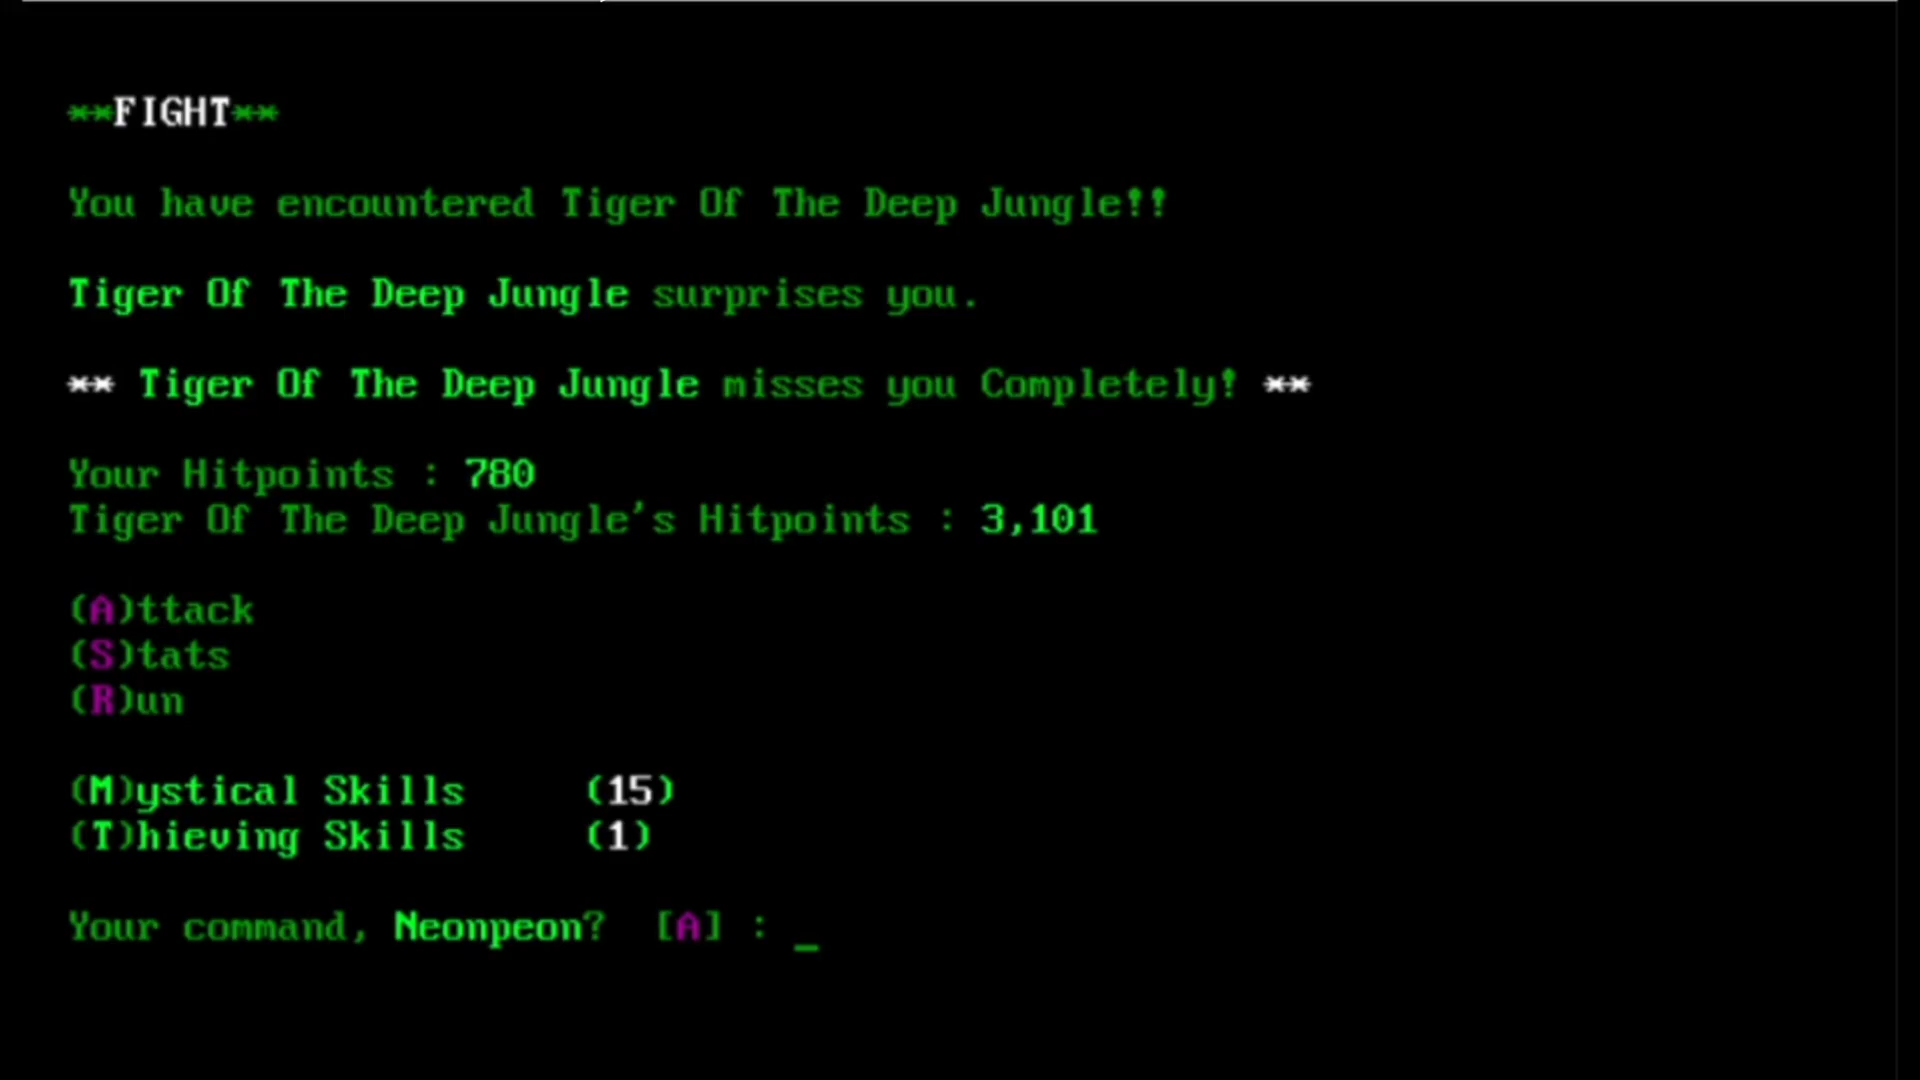 **FIGHT**
You have encountered Tiger Of The Deep Jungle!!
Tiger Of The Deep Jungle surprises you.
** Tiger Of The Deep Jungle misses you Completely! **
Your Hitpoints : 780
Tiger Of The Deep Jungle's Hitpoints : 3,101
(A)ttack
(S)tats
(R)un
(M)ystical Skills     (15)
(T)hieving Skills     (1)
Your command, Neonpeon?  [A] : _